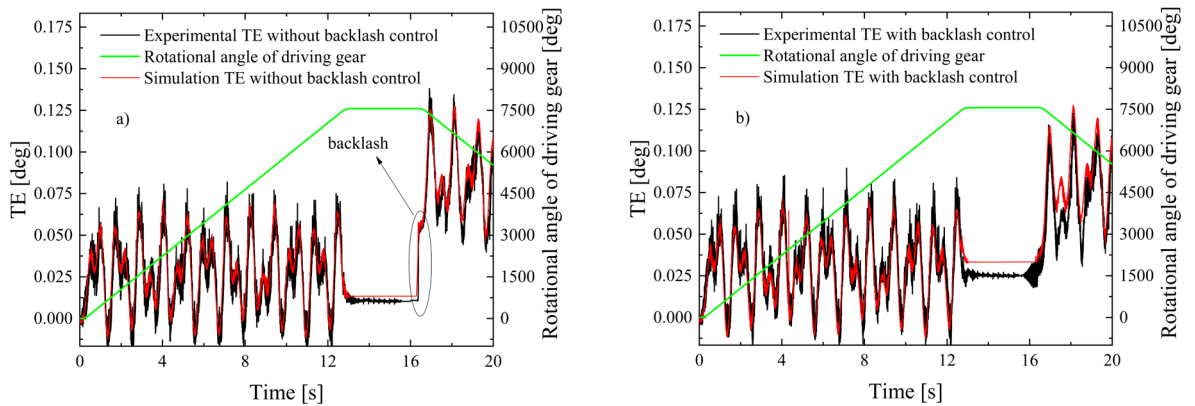 Experimental TE without backlash control
Rotational angle of driving gear
Simulation TE without backlash control
a)
backlash
0.175
0.150
0.125
0.100
0.075
0.050
0.025
0.000
TE [deg]
10500
9000
7500
6000
4500
3000
1500
0
Rotational angle of driving gear [deg]
0 4 8 12 16 20
Time [s]
Experimental TE with backlash control
Rotational angle of driving gear
Simulation TE with backlash control
b)
0.175
0.150
0.125
0.100
0.075
0.050
0.025
0.000
TE [deg]
10500
9000
7500
6000
4500
3000
1500
0
Rotational angle of driving gear [deg]
0 4 8 12 16 20
Time [s]